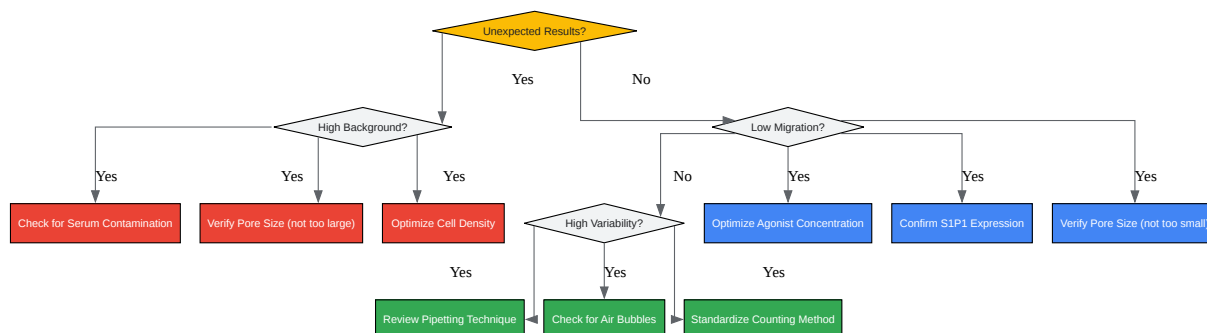 Unexpected Results?
Yes
No
High Background?
Low Migration?
Yes
Yes
Yes
No
Yes
Yes
Yes
Check for Serum Contamination
Verify Pore Size (not too large)
Optimize Cell Density
High Variability?
Optimize Agonist Concentration
Confirm S1P1 Expression
Verify Pore Size (not too small)
Yes
Yes
Yes
Review Pipetting Technique
Check for Air Bubbles
Standardize Counting Method